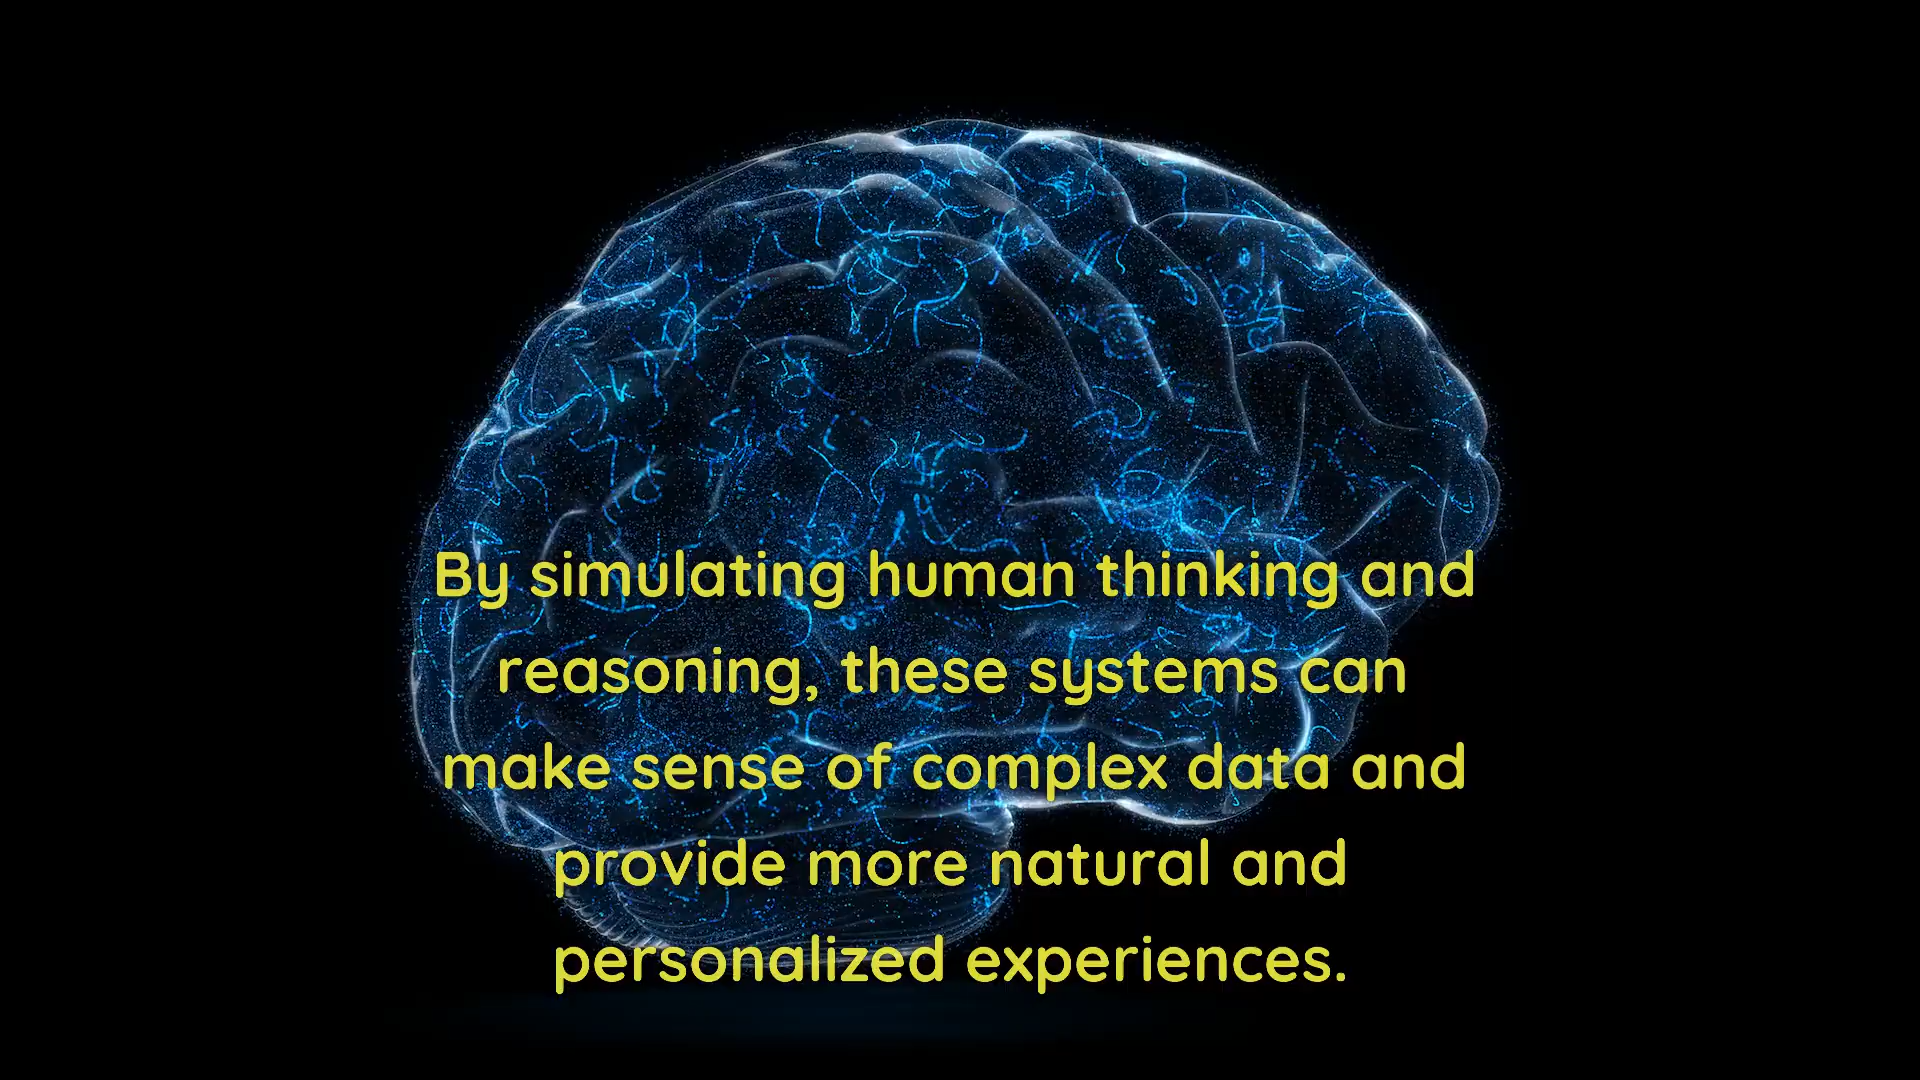 By simulating human thinking and
reasoning, these systems can
make sense of complex data and
provide more natural and
personalized experiences.